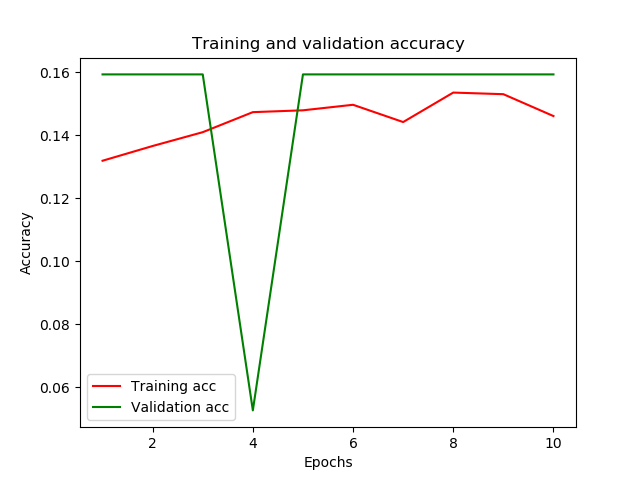 Training and validation accuracy
0.16
0.14
0.12
0.10
0.08
0.06
Accuracy
Training acc
Validation acc
2 4 6 8 10
Epochs